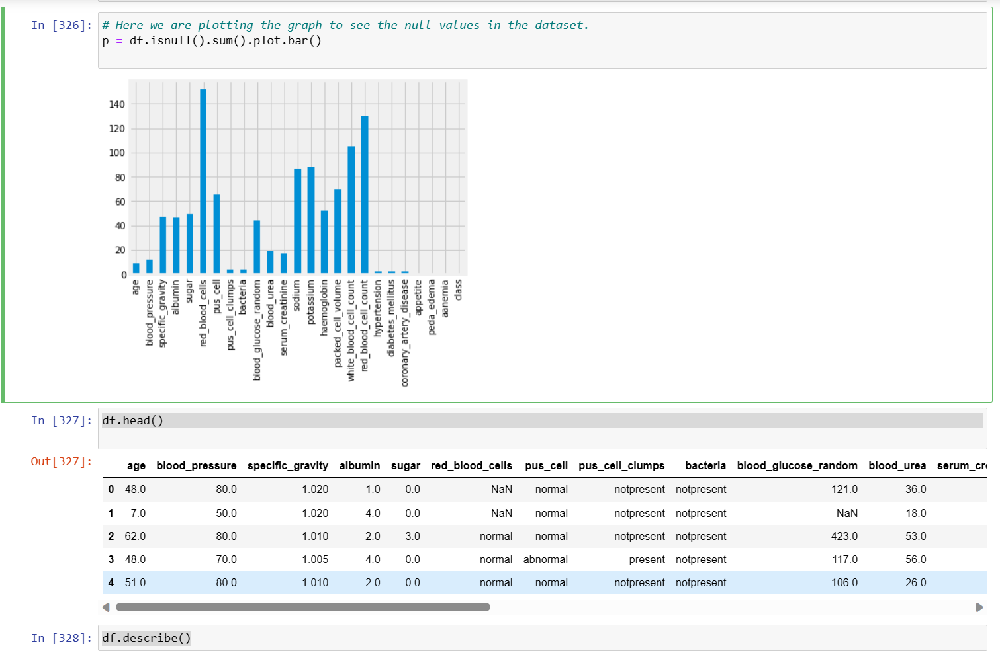 In [326]: # Here we are plotting the graph to see the null values in the dataset.
p = df.isnull().sum().plot.bar()
140
120
100
80
60
40
20
0
age
blood_pressure
specific_gravity
albumin
sugar
red_blood_cells
pus_cell
pus_cell_clumps
bacteria
blood_glucose_random
blood_urea
serum_creatinine
sodium
potassium
haemoglobin
packed_cell_volume
white_blood_cell_count
red_blood_cell_count
hypertension
diabetes_mellitus
coronary_artery_disease
appetite
peda_edema
aanemia
class
In [327]: df.head()
Out[327]:
age blood_pressure specific_gravity albumin sugar red_blood_cells pus_cell pus_cell_clumps bacteria blood_glucose_random blood_urea serum_cre
0 48.0 80.0 1.020 1.0 0.0 NaN normal notpresent notpresent 121.0 36.0
1 7.0 50.0 1.020 4.0 0.0 NaN normal notpresent notpresent NaN 18.0
2 62.0 80.0 1.010 2.0 3.0 normal normal notpresent notpresent 423.0 53.0
3 48.0 70.0 1.005 4.0 0.0 normal abnormal present notpresent 117.0 56.0
4 51.0 80.0 1.010 2.0 0.0 normal normal notpresent notpresent 106.0 26.0
In [328]: df.describe()